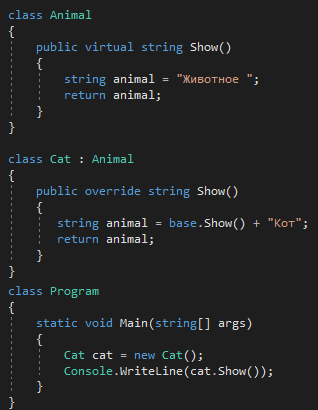 class Animal
{
    public virtual string Show()
    {
        string animal = "Животное ";
        return animal;
    }
}
class Cat : Animal
{
    public override string Show()
    {
       string animal = base.Show() + "Кот";
       return animal;
    }
}
class Program
{
    static void Main(string[] args)
    {
        Cat cat = new Cat();
        Console.WriteLine(cat.Show());
    }
}